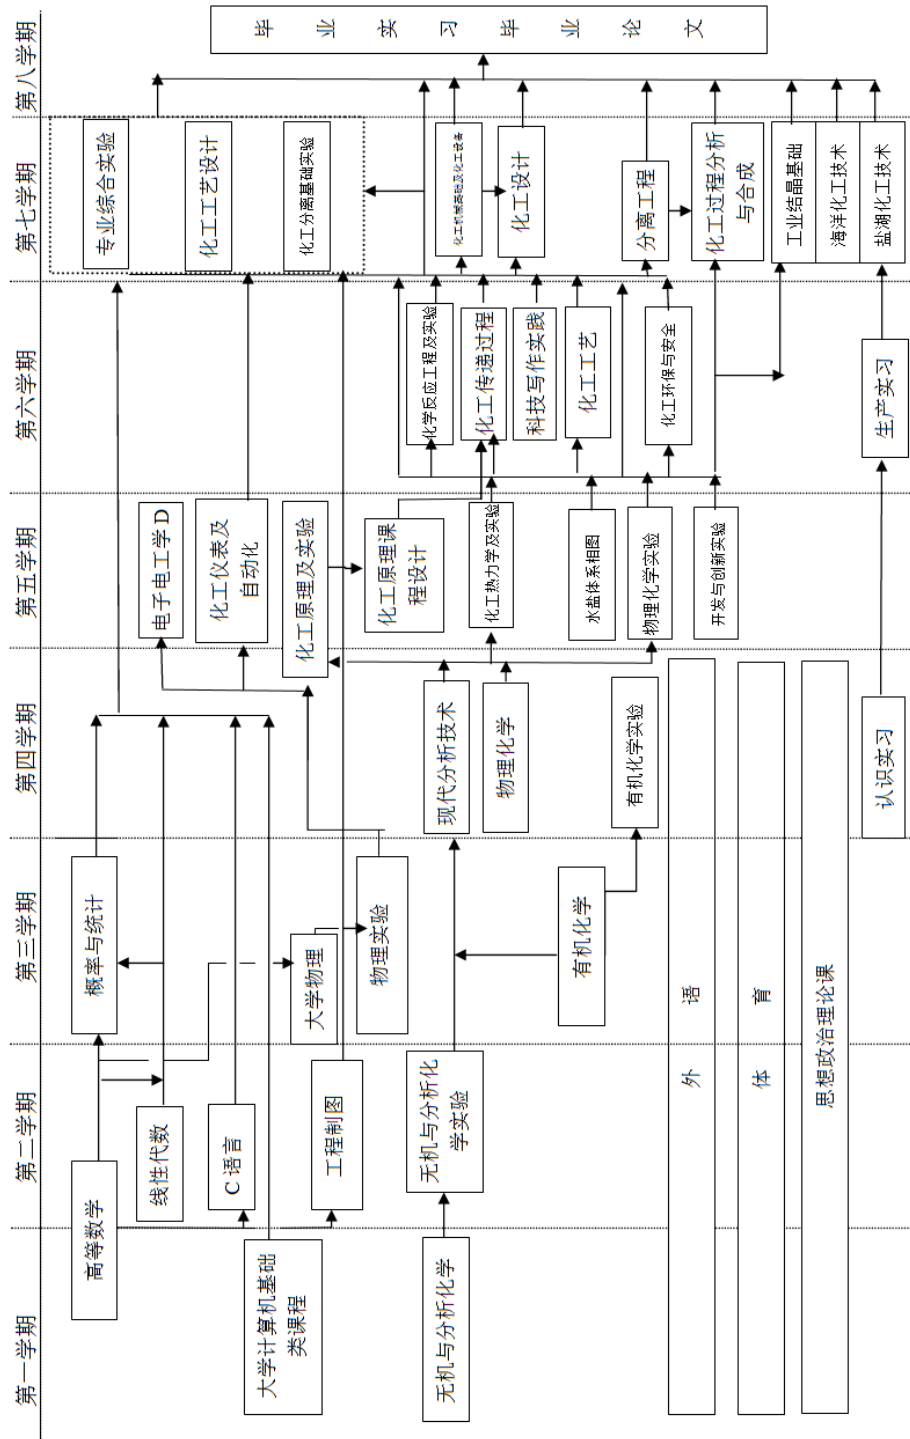 第一学期
第二学期
第三学期
第四学期
第五学期
第六学期
第七学期
第八学期
高等数学
大学计算机基础
类课程
无机与分析化学
线性代数
C 语言
工程制图
无机与分析化
学实验
概率与统计
大学物理
物理实验
有机化学
现代分析技术
物理化学
有机化学实验
认识实习
电子电工学 D
化工仪表及
自动化
化工原理及实验
化工原理课
程设计
化工热力学及实验
水盐体系相图
物理化学实验
开发与创新实验
化学反应工程及实验
化工传递过程
科技写作实践
化工工艺
化工环保与安全
生产实习
专业综合实验
化工工艺设计
化工分离基础实验
化工机械基础及化工设备
化工设计
分离工程
化工过程分析
与合成
工业结晶基础
海洋化工技术
盐湖化工技术
毕业实习毕业论文
外语
体育
思想政治理论课